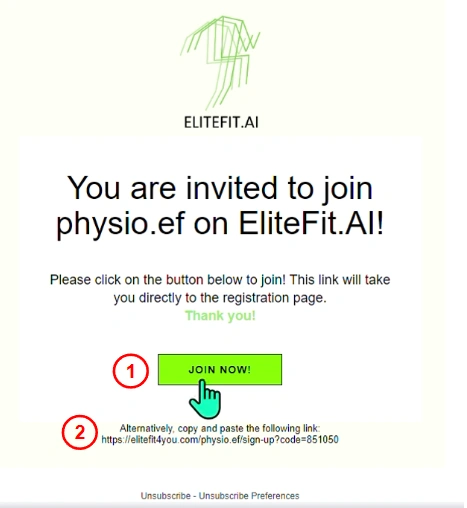 ELITEFIT.AI
You are invited to join
physio.ef on EliteFit.AI!
Please click on the button below to join! This link will take
you directly to the registration page.
Thank you!
1
JOIN NOW!
2
Alternatively, copy and paste the following link:
https://elitefit4you.com/physio.ef/sign-up?code=851050
Unsubscribe - Unsubscribe Preferences